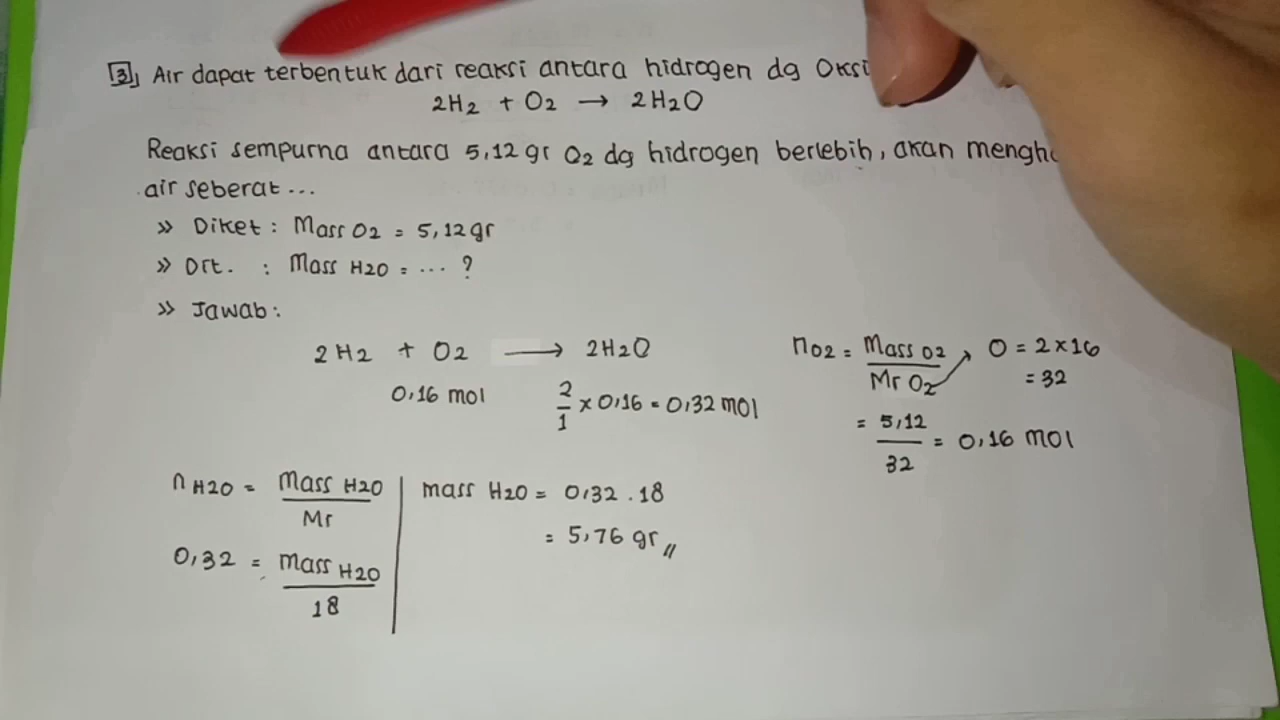 3, Air dapat terbentuk dari reaksi antara hidrogen dg
2H2 + O2 → 2H2O
Reaksi sempurna antara 5,12 gr O2 dg hidrogen berlebih, akan
air seberat...
>> Diket : Mass O2 = 5,12 gr
>> Dit. : Mass H2O = ... ?
>> Jawab :
2H2 + O2 → 2H2O
0,16 mol 2/1 x 0,16 = 0,32 mol
nO2 = Mass O2 / Mr O2
O = 2 x 16
= 32
= 5,12 / 32 = 0,16 mol
n H2O = Mass H2O / Mr
0,32 = Mass H2O / 18
mass H2O = 0,32 . 18
= 5,76 gr //